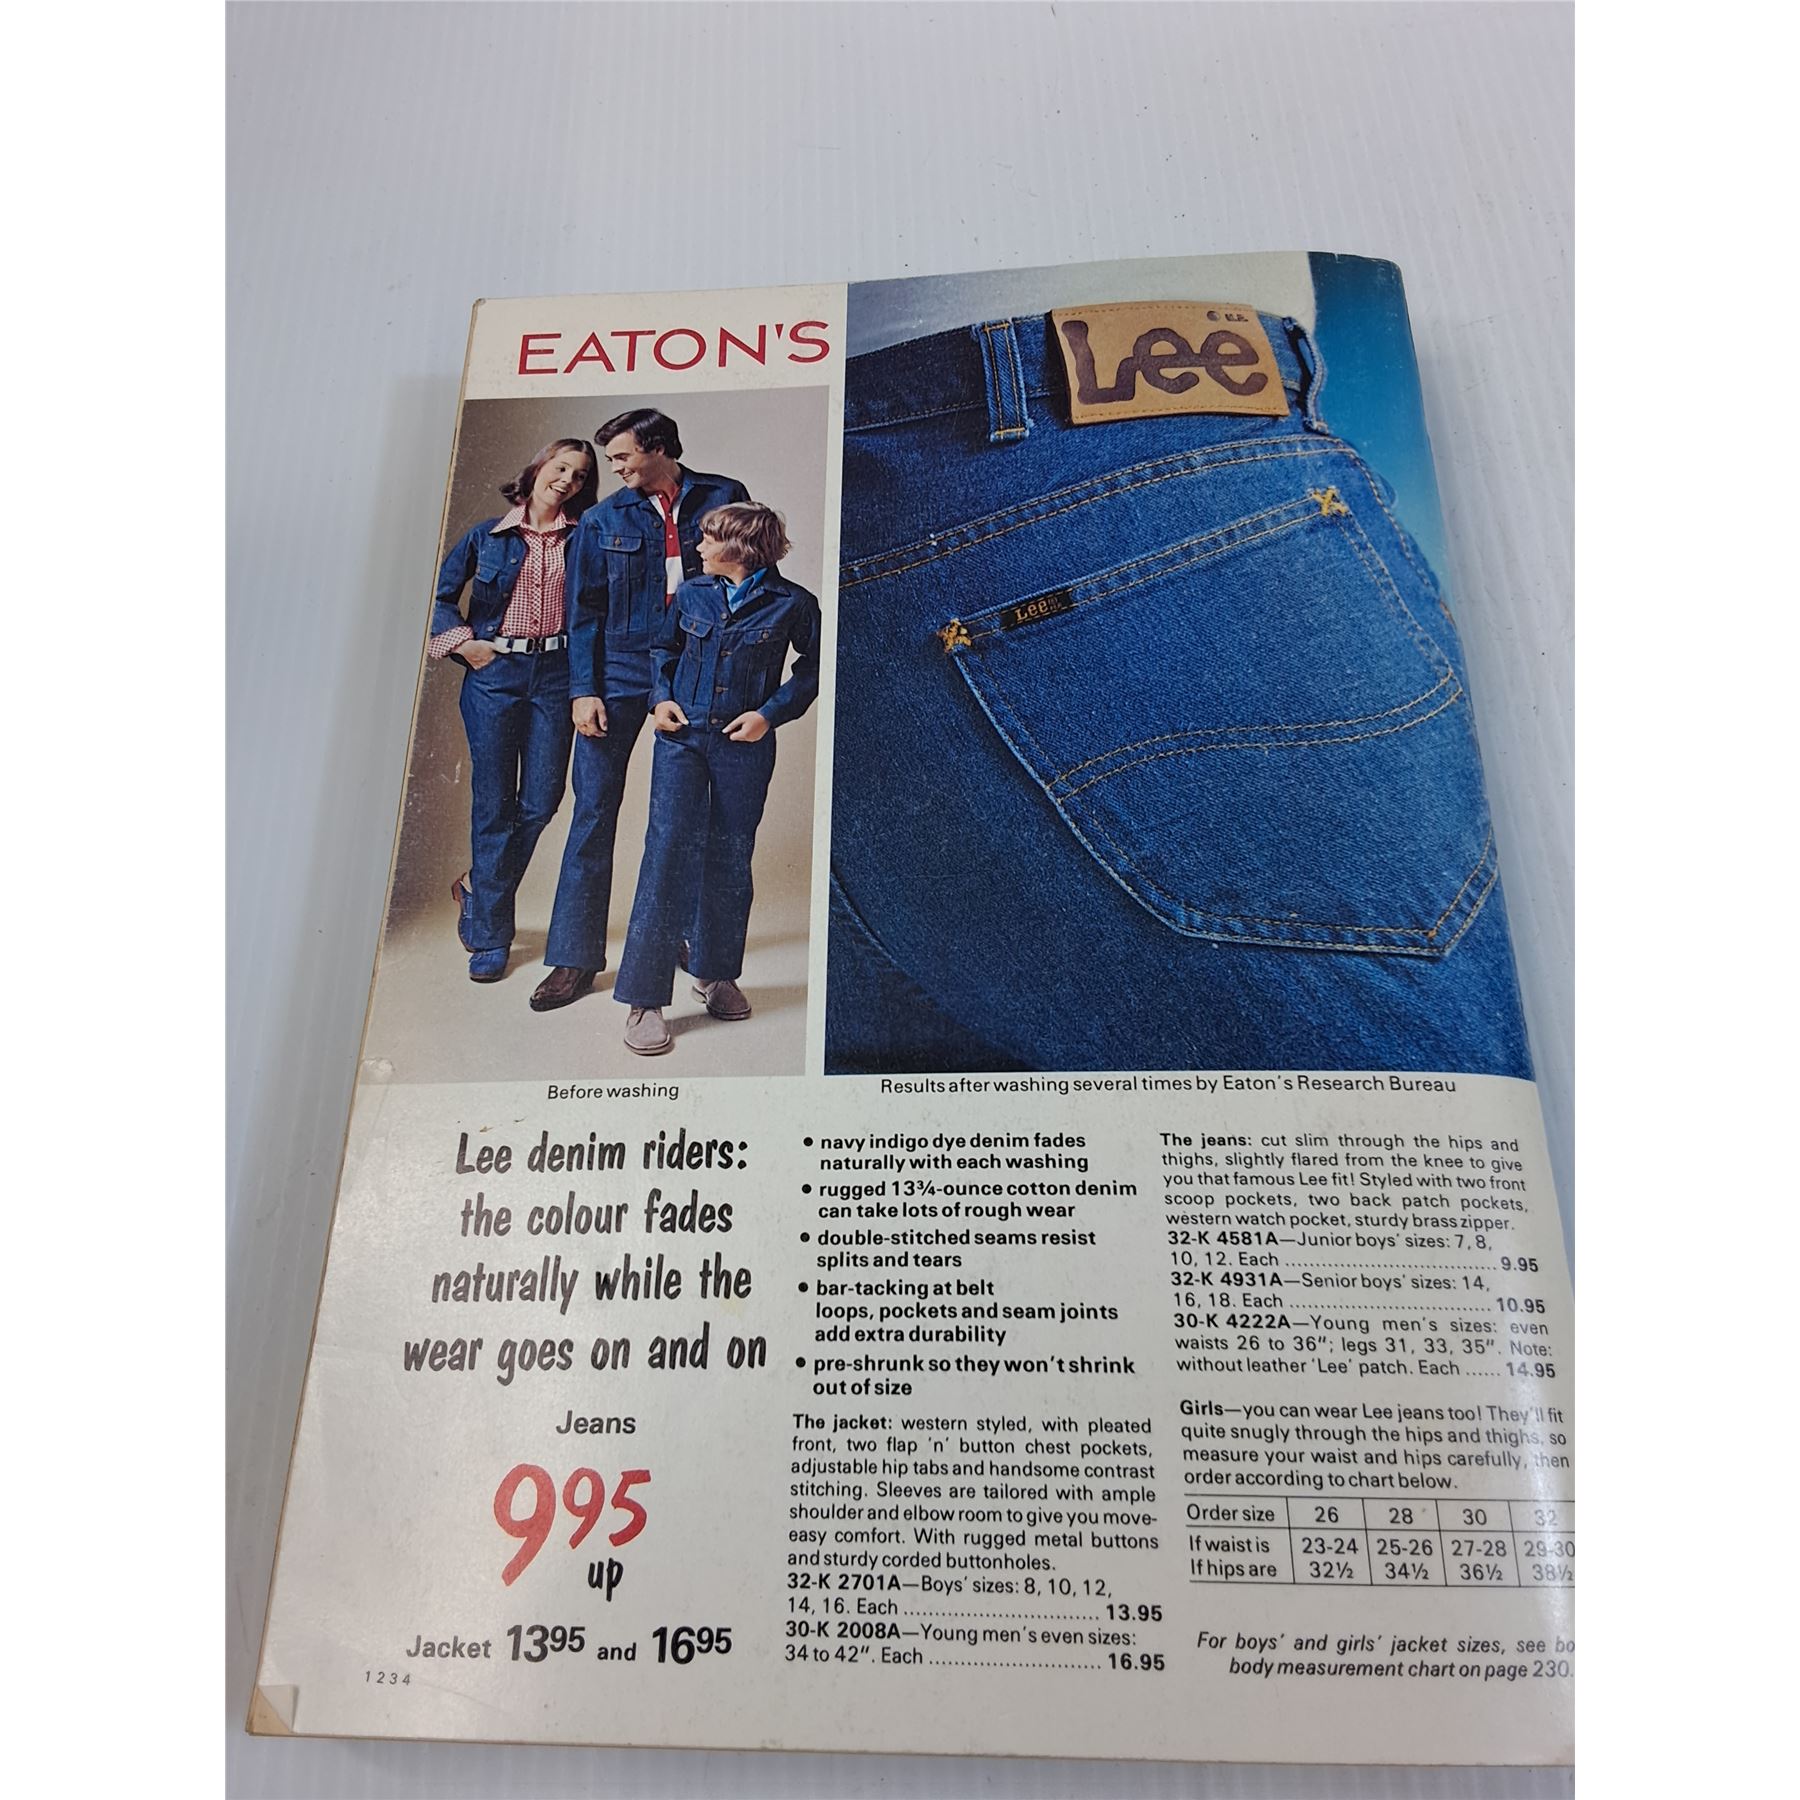 EATON'S
Lee
M.R.
Lee
Before washing
Results after washing several times by Eaton's Research Bureau
Lee denim riders:
the colour fades
naturally while the
wear goes on and on
Jeans
9 95
up
Jacket 13 95 and 16 95
1 2 3 4
• navy indigo dye denim fades
naturally with each washing
• rugged 13¾-ounce cotton denim
can take lots of rough wear
• double-stitched seams resist
splits and tears
• bar-tacking at belt
loops, pockets and seam joints
add extra durability
• pre-shrunk so they won't shrink
out of size
The jacket: western styled, with pleated
front, two flap 'n' button chest pockets,
adjustable hip tabs and handsome contrast
stitching. Sleeves are tailored with ample
shoulder and elbow room to give you move-
easy comfort. With rugged metal buttons
and sturdy corded buttonholes.
32-K 2701A—Boys' sizes: 8, 10, 12,
14, 16. Each ................................ 13.95
30-K 2008A—Young men's even sizes:
34 to 42". Each ............................ 16.95
The jeans: cut slim through the hips and
thighs, slightly flared from the knee to give
you that famous Lee fit! Styled with two front
scoop pockets, two back patch pockets,
western watch pocket, sturdy brass zipper.
32-K 4581A—Junior boys' sizes: 7, 8,
10, 12. Each ................................... 9.95
32-K 4931A—Senior boys' sizes: 14,
16, 18. Each ................................. 10.95
30-K 4222A—Young men's sizes: even
waists 26 to 36"; legs 31, 33, 35". Note:
without leather 'Lee' patch. Each ...... 14.95
Girls—you can wear Lee jeans too! They'll fit
quite snugly through the hips and thighs, so
measure your waist and hips carefully, then
order according to chart below.
Order size 26 28 30 32
If waist is 23-24 25-26 27-28 29-30
If hips are 32½ 34½ 36½ 38½
For boys' and girls' jacket sizes, see bo
body measurement chart on page 230.